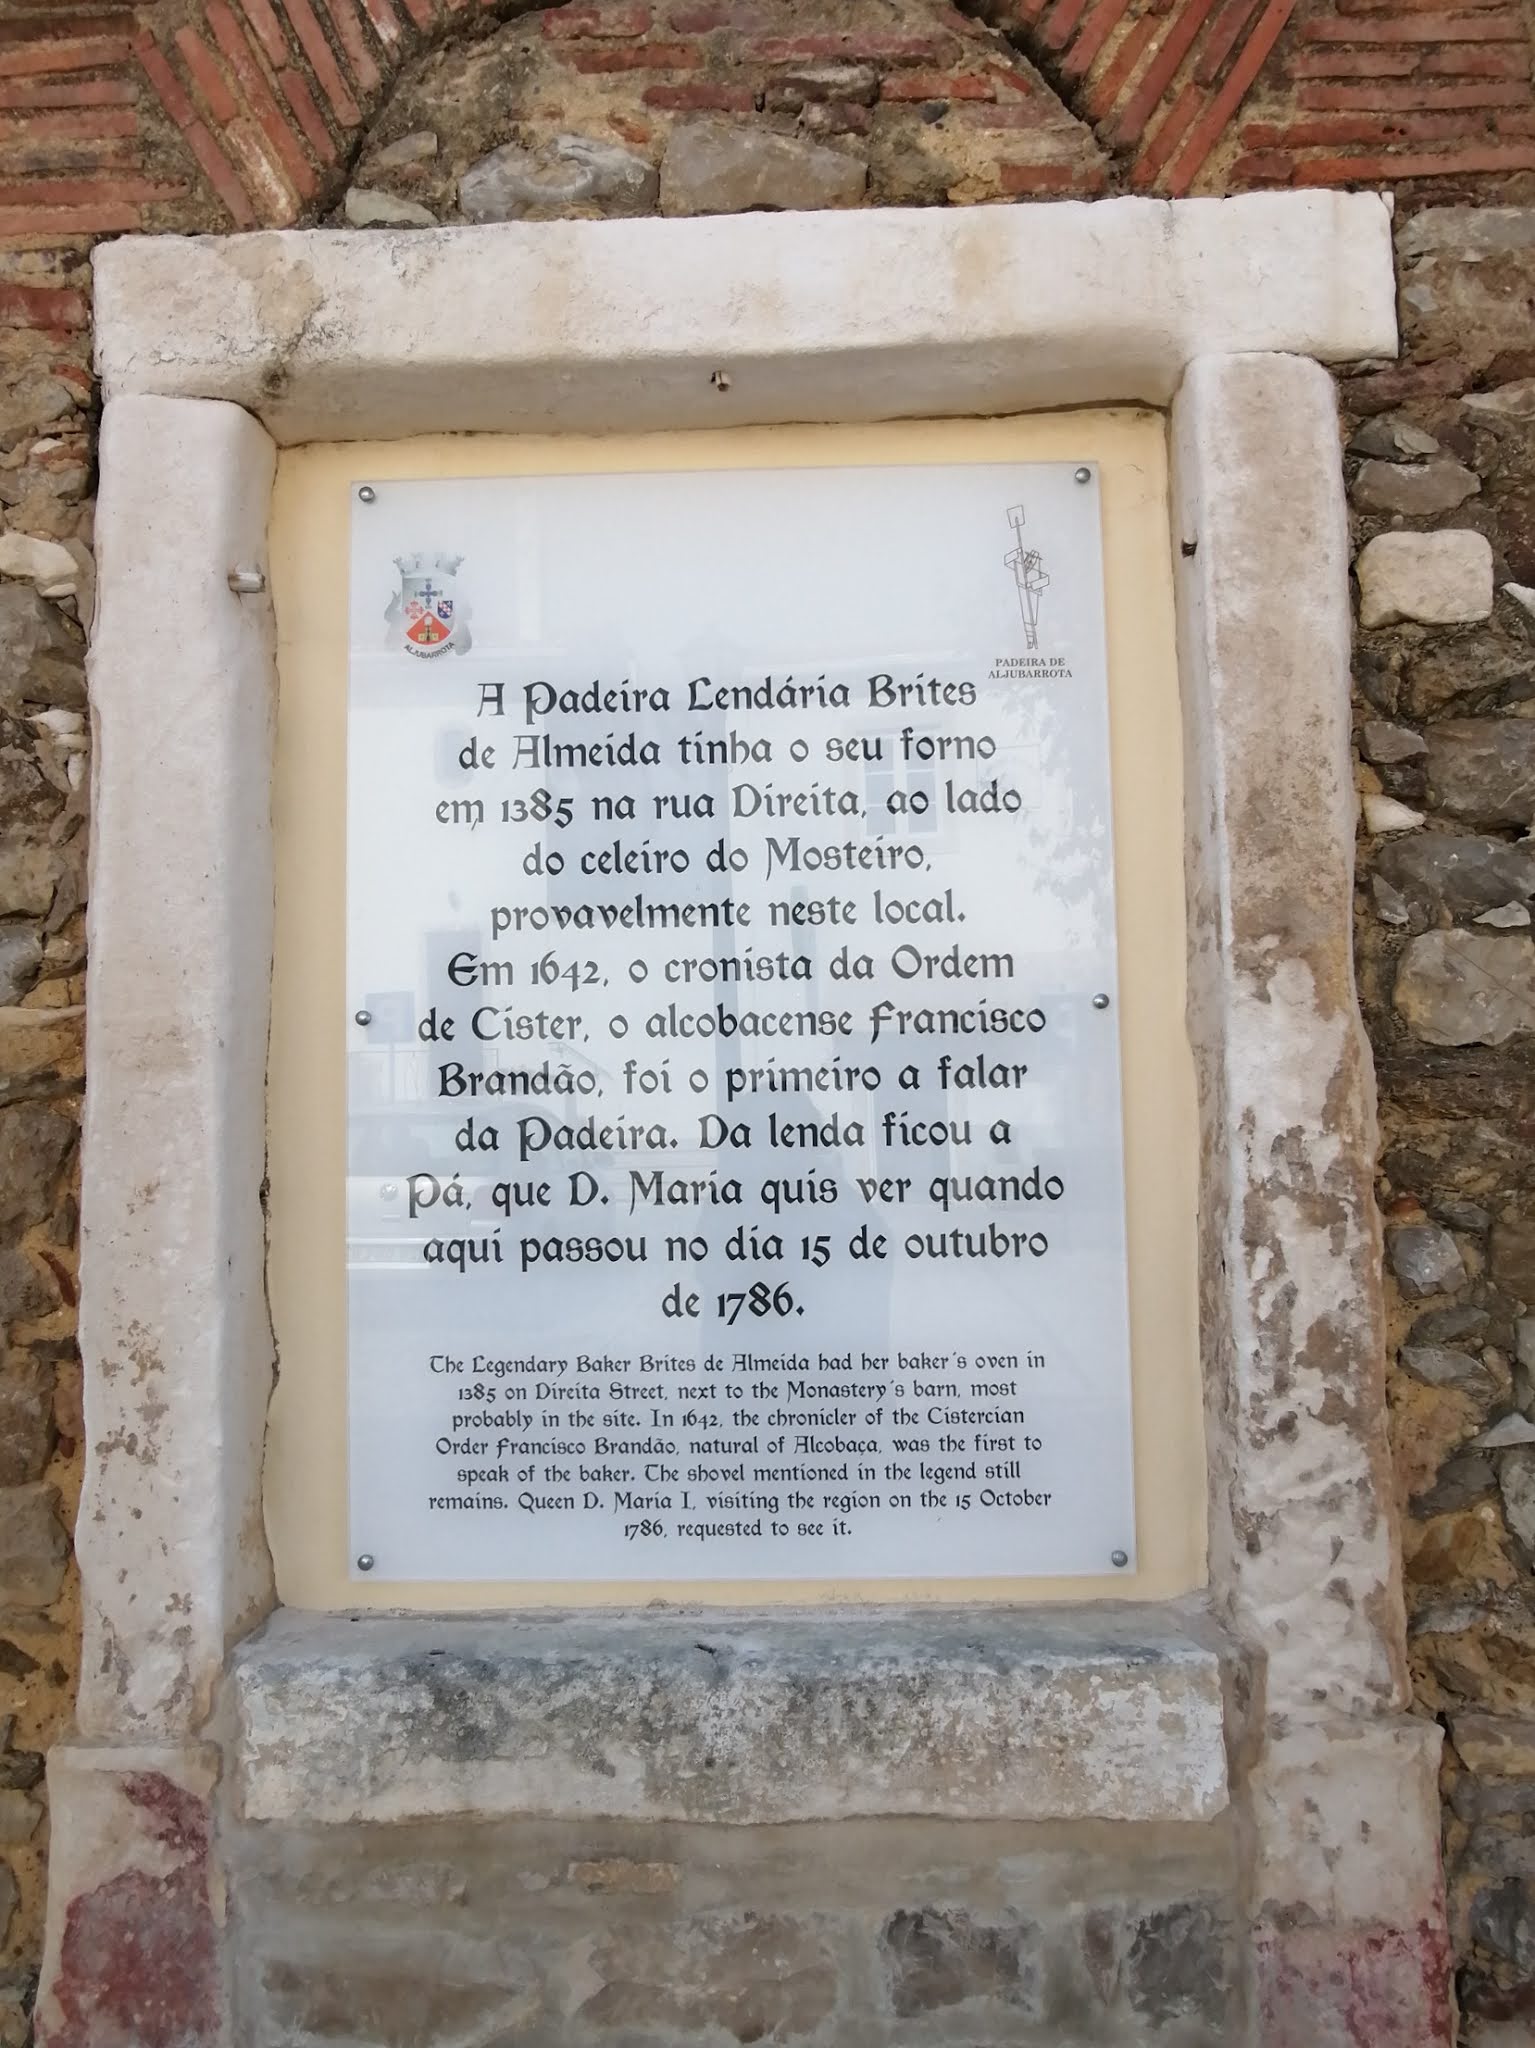 ALJUBARROTA
PADEIRA DE
ALJUBARROTA
A Padeira Lendária Brites
de Almeida tinha o seu forno
em 1385 na rua Direita, ao lado
do celeiro do Mosteiro,
provavelmente neste local.
Em 1642, o cronista da Ordem
de Cister, o alcobacense Francisco
Brandão, foi o primeiro a falar
da Padeira. Da lenda ficou a
Pá, que D. Maria quis ver quando
aqui passou no dia 15 de outubro
de 1786.
The Legendary Baker Brites de Almeida had her baker´s oven in
1385 on Direita Street, next to the Monastery´s barn, most
probably in the site. In 1642, the chronicler of the Cistercian
Order Francisco Brandão, natural of Alcobaça, was the first to
speak of the baker. The shovel mentioned in the legend still
remains. Queen D. Maria I, visiting the region on the 15 October
1786, requested to see it.